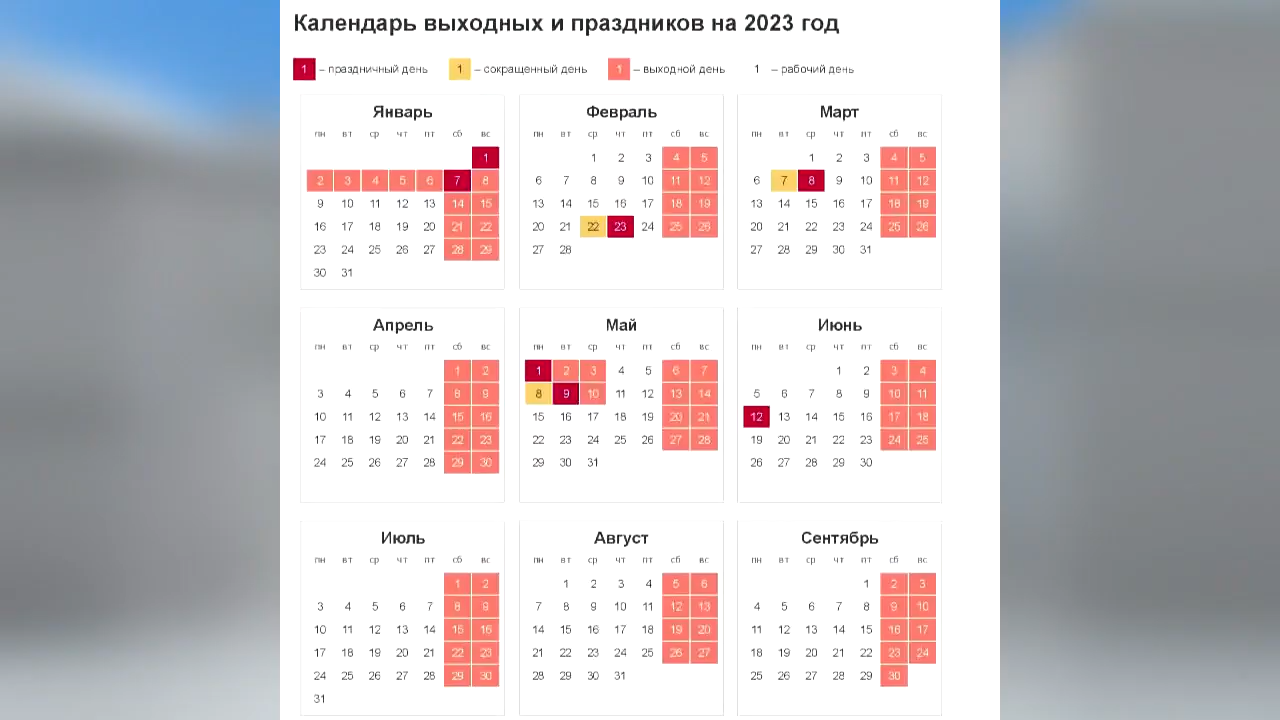 Календарь выходных и праздников на 2023 год
1 – праздничный день 1 – сокращенный день 1 – выходной день 1 – рабочий день
Январь Февраль Март
пн вт ср чт пт сб вс пн вт ср чт пт сб вс пн вт ср чт пт сб вс
1 1 2 3 4 5 1 2 3 4 5
2 3 4 5 6 7 8 6 7 8 9 10 11 12 6 7 8 9 10 11 12
9 10 11 12 13 14 15 13 14 15 16 17 18 19 13 14 15 16 17 18 19
16 17 18 19 20 21 22 20 21 22 23 24 25 26 20 21 22 23 24 25 26
23 24 25 26 27 28 29 27 28 27 28 29 30 31
30 31
Апрель Май Июнь
пн вт ср чт пт сб вс пн вт ср чт пт сб вс пн вт ср чт пт сб вс
1 2 1 2 3 4 5 6 7 1 2 3 4
3 4 5 6 7 8 9 8 9 10 11 12 13 14 5 6 7 8 9 10 11
10 11 12 13 14 15 16 15 16 17 18 19 20 21 12 13 14 15 16 17 18
17 18 19 20 21 22 23 22 23 24 25 26 27 28 19 20 21 22 23 24 25
24 25 26 27 28 29 30 29 30 31 26 27 28 29 30
Июль Август Сентябрь
пн вт ср чт пт сб вс пн вт ср чт пт сб вс пн вт ср чт пт сб вс
1 2 1 2 3 4 5 6 1 2 3
3 4 5 6 7 8 9 7 8 9 10 11 12 13 4 5 6 7 8 9 10
10 11 12 13 14 15 16 14 15 16 17 18 19 20 11 12 13 14 15 16 17
17 18 19 20 21 22 23 21 22 23 24 25 26 27 18 19 20 21 22 23 24
24 25 26 27 28 29 30 28 29 30 31 25 26 27 28 29 30
31